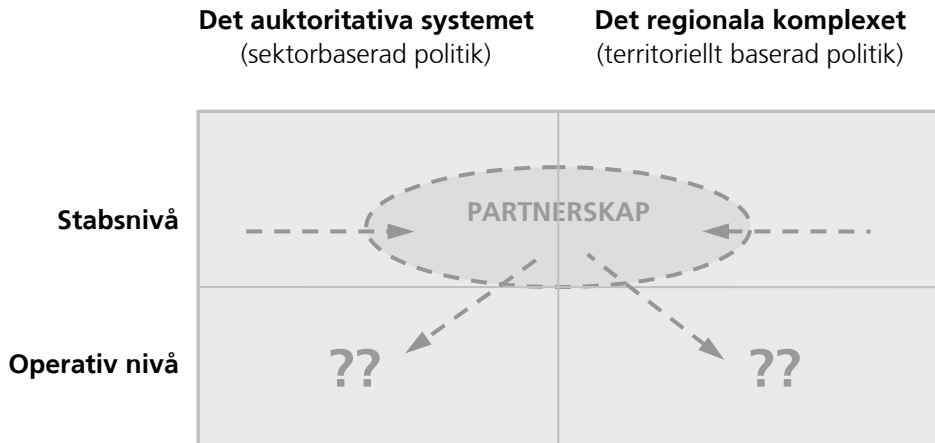 Det auktoritativa systemet
(sektorbaserad politik)
Det regionala komplexet
(territoriellt baserad politik)
Stabsnivå
PARTNERSKAP
Operativ nivå
??
??